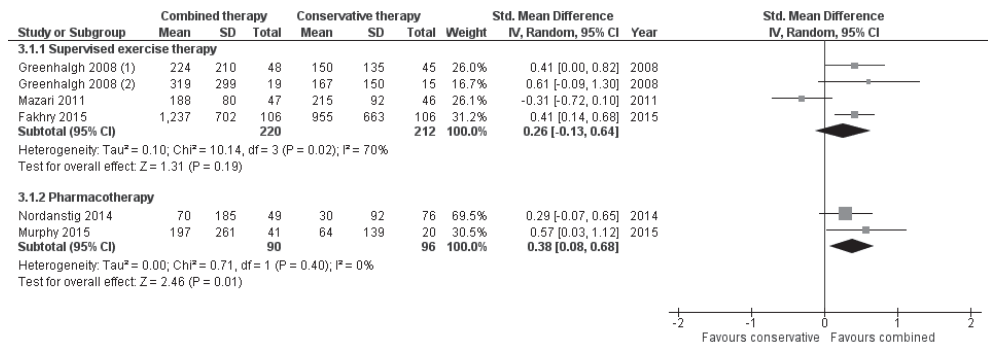 Combined therapy Conservative therapy Std. Mean Difference Std. Mean Difference
Study or Subgroup Mean SD Total Mean SD Total Weight IV, Random, 95% CI Year IV, Random, 95% CI
3.1.1 Supervised exercise therapy
Greenhalgh 2008 (1) 224 210 48 150 135 45 26.0% 0.41 [0.00, 0.82] 2008
Greenhalgh 2008 (2) 319 299 19 167 150 15 16.7% 0.61 [-0.09, 1.30] 2008
Mazari 2011 188 80 47 215 92 46 26.1% -0.31 [-0.72, 0.10] 2011
Fakhry 2015 1,237 702 106 955 663 106 31.2% 0.41 [0.14, 0.68] 2015
Subtotal (95% CI) 220 212 100.0% 0.26 [-0.13, 0.64]
Heterogeneity: Tau² = 0.10; Chi² = 10.14, df = 3 (P = 0.02); I² = 70%
Test for overall effect: Z = 1.31 (P = 0.19)
3.1.2 Pharmacotherapy
Nordanstig 2014 70 185 49 30 92 76 69.5% 0.29 [-0.07, 0.65] 2014
Murphy 2015 197 261 41 64 139 20 30.5% 0.57 [0.03, 1.12] 2015
Subtotal (95% CI) 90 96 100.0% 0.38 [0.08, 0.68]
Heterogeneity: Tau² = 0.00; Chi² = 0.71, df = 1 (P = 0.40); I² = 0%
Test for overall effect: Z = 2.46 (P = 0.01)
-2 -1 0 1 2
Favours conservative Favours combined